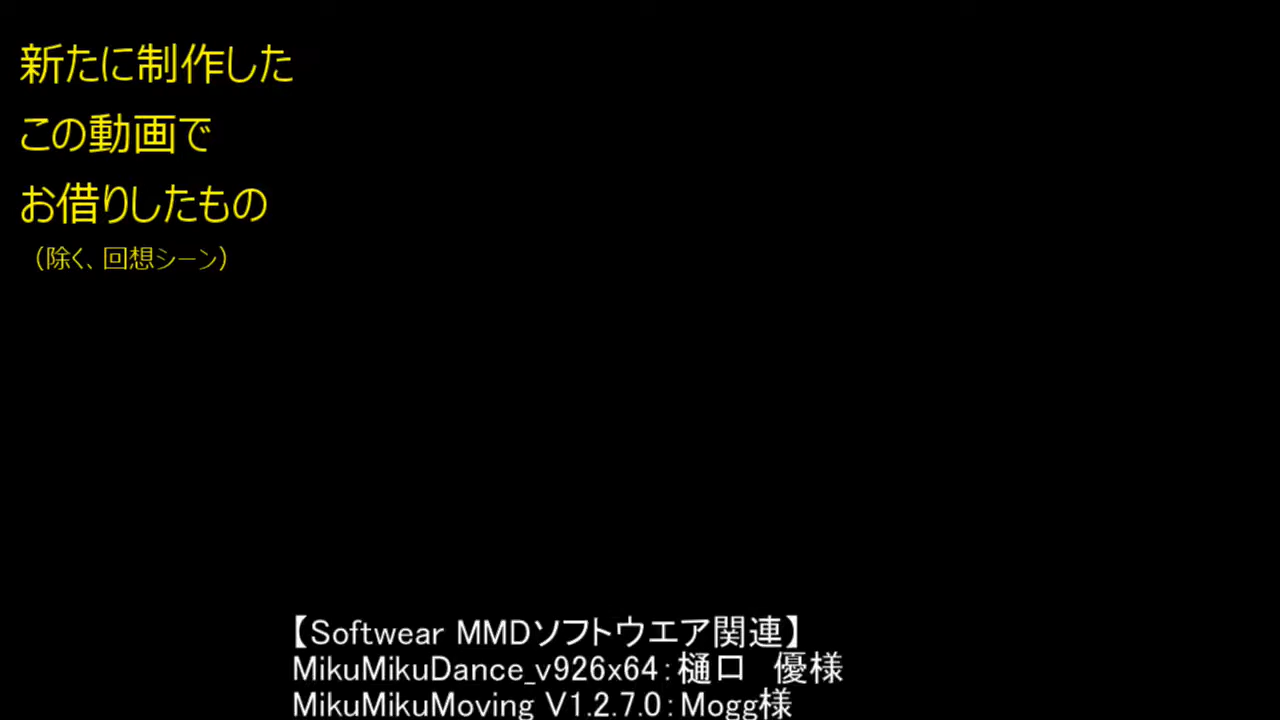 新たに制作した
この動画で
お借りしたもの
（除く、回想シーン）
【Softwear MMDソフトウエア関連】
MikuMikuDance_v926x64：樋口　優様
MikuMikuMoving V1.2.7.0：Mogg様